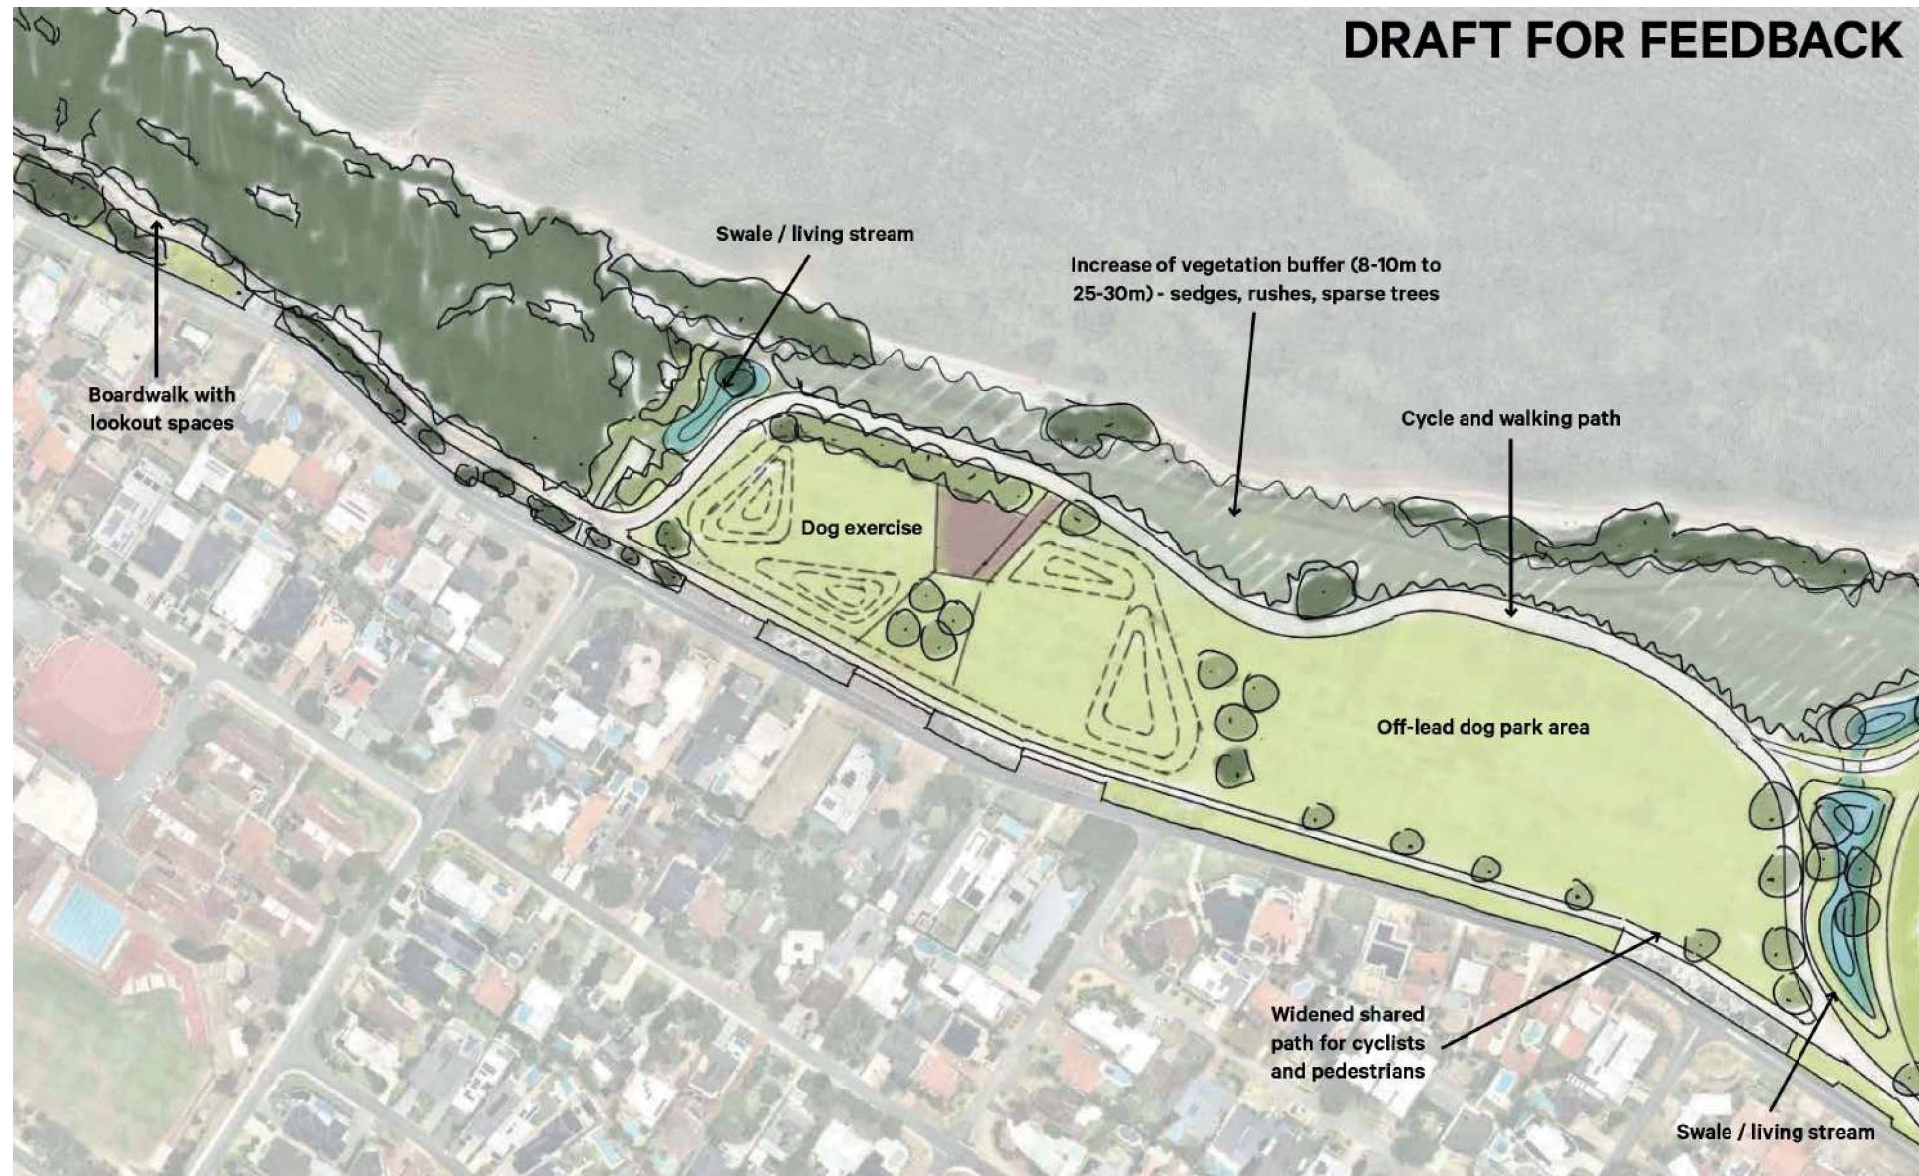 DRAFT FOR FEEDBACK
Swale / living stream
Increase of vegetation buffer (8-10m to
25-30m) - sedges, rushes, sparse trees
Boardwalk with
lookout spaces
Cycle and walking path
Dog exercise
Off-lead dog park area
Widened shared
path for cyclists
and pedestrians
Swale / living stream